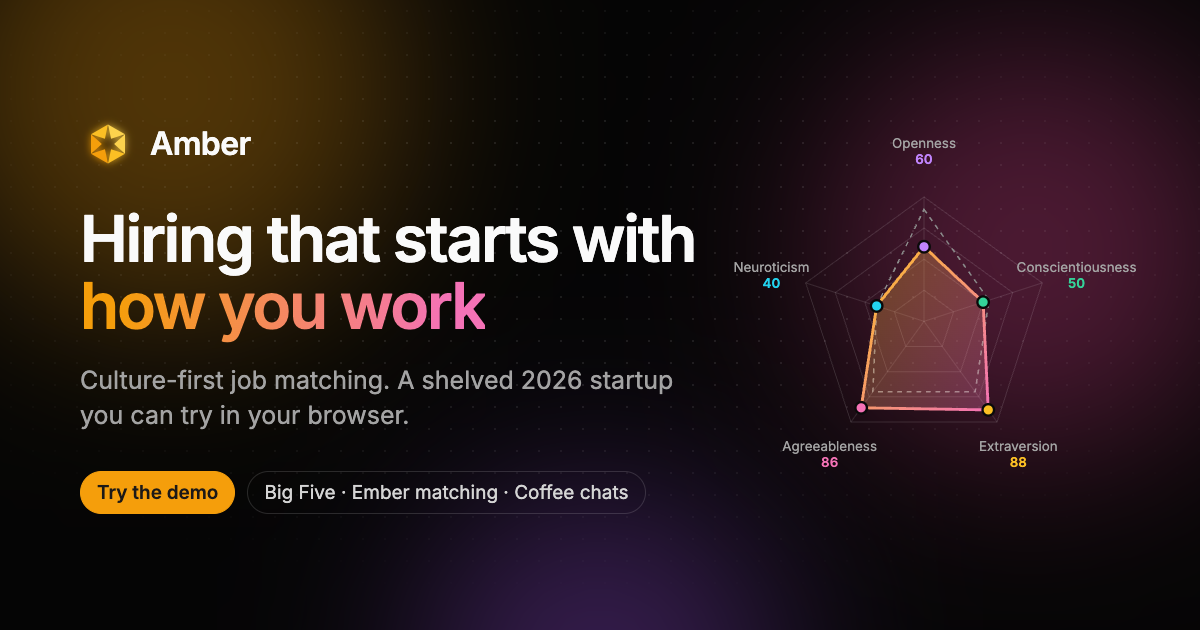 Amber
Hiring that starts with
how you work
Culture-first job matching. A shelved 2026 startup
you can try in your browser.
Try the demo
Big Five · Ember matching · Coffee chats
Openness
60
Neuroticism
40
Conscientiousness
50
Agreeableness
86
Extraversion
88